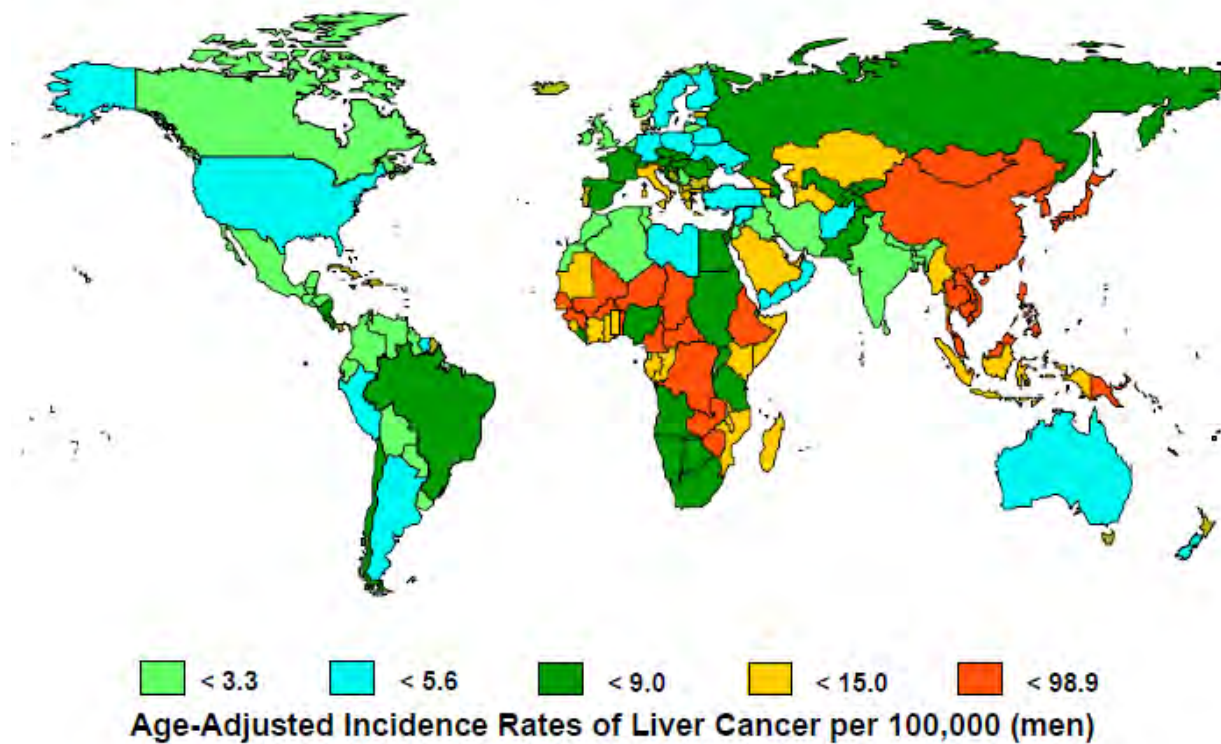 < 3.3 < 5.6 < 9.0 < 15.0 < 98.9
Age-Adjusted Incidence Rates of Liver Cancer per 100,000 (men)